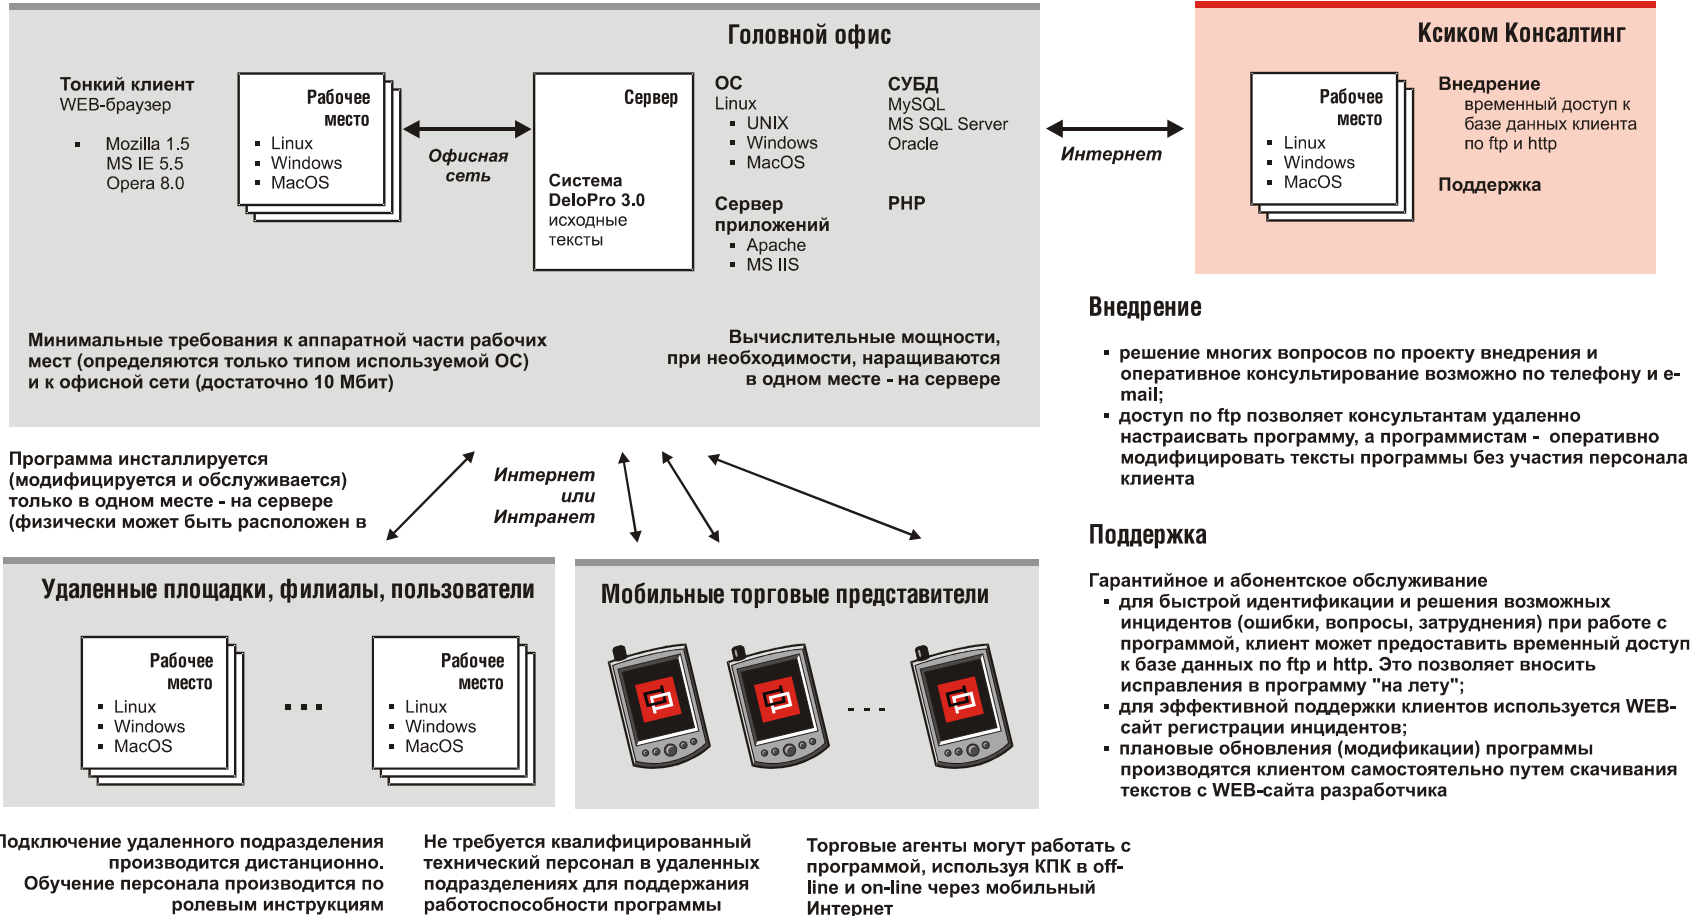 Головной офис
Тонкий клиент
WEB-браузер
▪ Mozilla 1.5
MS IE 5.5
Opera 8.0
Рабочее
место
▪ Linux
▪ Windows
▪ MacOS
Офисная
сеть
Сервер
Система
DeloPro 3.0
исходные
тексты
ОС
Linux
▪ UNIX
▪ Windows
▪ MacOS
СУБД
MySQL
MS SQL Server
Oracle
Сервер
приложений
▪ Apache
▪ MS IIS
PHP
Минимальные требования к аппаратной части рабочих
мест (определяются только типом используемой ОС)
и к офисной сети (достаточно 10 Мбит)
Вычислительные мощности,
при необходимости, наращиваются
в одном месте - на сервере
Интернет
Ксиком Консалтинг
Рабочее
место
▪ Linux
▪ Windows
▪ MacOS
Внедрение
временный доступ к
базе данных клиента
по ftp и http
Поддержка
Внедрение
▪ решение многих вопросов по проекту внедрения и
оперативное консультирование возможно по телефону и e-
mail;
▪ доступ по ftp позволяет консультантам удаленно
настраисвать программу, а программистам - оперативно
модифицировать тексты программы без участия персонала
клиента
Поддержка
Гарантийное и абонентское обслуживание
▪ для быстрой идентификации и решения возможных
инцидентов (ошибки, вопросы, затруднения) при работе с
программой, клиент может предоставить временный доступ
к базе данных по ftp и http. Это позволяет вносить
исправления в программу "на лету";
▪ для эффективной поддержки клиентов используется WEB-
сайт регистрации инцидентов;
▪ плановые обновления (модификации) программы
производятся клиентом самостоятельно путем скачивания
текстов с WEB-сайта разработчика
Программа инсталлируется
(модифицируется и обслуживается)
только в одном месте - на сервере
(физически может быть расположен в
Интернет
или
Интранет
Удаленные площадки, филиалы, пользователи
Рабочее
место
▪ Linux
▪ Windows
▪ MacOS
Рабочее
место
▪ Linux
▪ Windows
▪ MacOS
Мобильные торговые представители
Подключение удаленного подразделения
производится дистанционно.
Обучение персонала производится по
ролевым инструкциям
Не требуется квалифицированный
технический персонал в удаленных
подразделениях для поддержания
работоспособности программы
Торговые агенты могут работать с
программой, используя КПК в off-
line и on-line через мобильный
Интернет